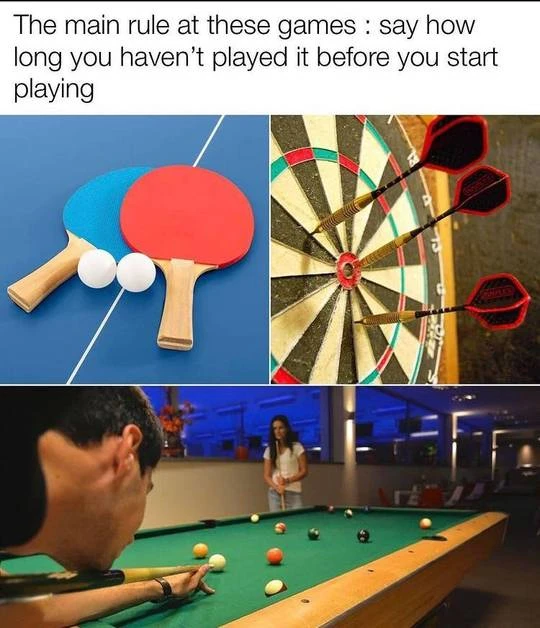 The main rule at these games : say how
long you haven't played it before you start
playing